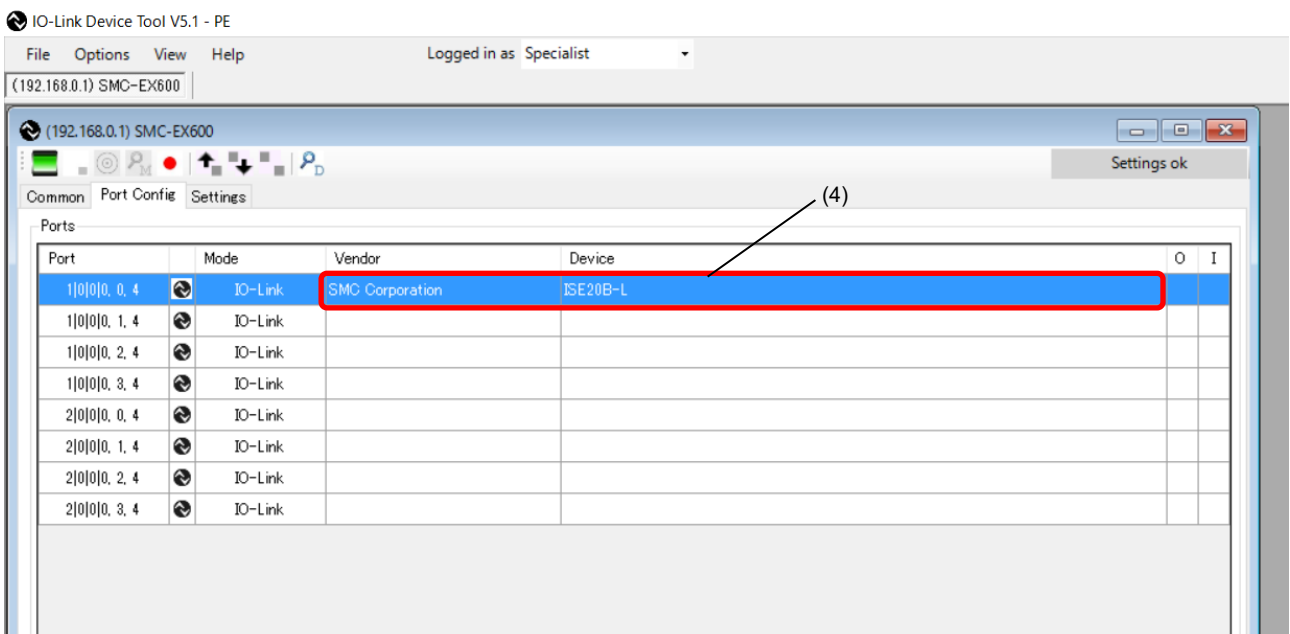 IO-Link Device Tool V5.1 - PE
File Options View Help Logged in as Specialist
(192.168.0.1) SMC-EX600
(192.168.0.1) SMC-EX600
M D Settings ok
Common Port Config Settings
(4)
Ports
Port Mode Vendor Device O I
1|0|0|0, 0, 4 IO-Link SMC Corporation ISE20B-L
1|0|0|0, 1, 4 IO-Link
1|0|0|0, 2, 4 IO-Link
1|0|0|0, 3, 4 IO-Link
2|0|0|0, 0, 4 IO-Link
2|0|0|0, 1, 4 IO-Link
2|0|0|0, 2, 4 IO-Link
2|0|0|0, 3, 4 IO-Link